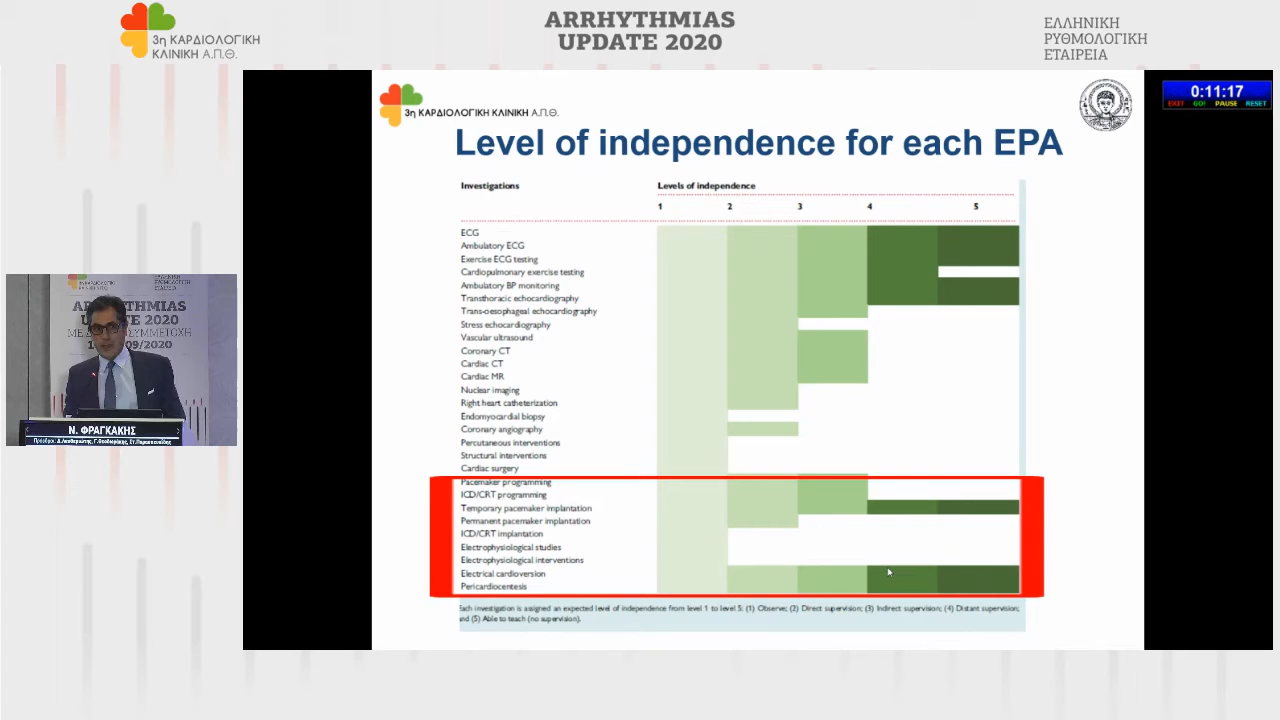 3η ΚΑΡΔΙΟΛΟΓΙΚΗ
ΚΛΙΝΙΚΗ Α.Π.Θ.
ARRHYTHMIAS
UPDATE 2020
ΕΛΛΗΝΙΚΗ
ΡΥΘΜΟΛΟΓΙΚΗ
ΕΤΑΙΡΕΙΑ
3η ΚΑΡΔΙΟΛΟΓΙΚΗ ΚΛΙΝΙΚΗ Α.Π.Θ.
0:11:17
EXIT GO! PAUSE RESET
Level of independence for each EPA
Investigations Levels of independence
1 2 3 4 5
ECG
Ambulatory ECG
Exercise ECG testing
Cardiopulmonary exercise testing
Ambulatory BP monitoring
Transthoracic echocardiography
Trans-oesophageal echocardiography
Stress echocardiography
Vascular ultrasound
Coronary CT
Cardiac CT
Cardiac MR
Nuclear imaging
Right heart catheterization
Endomyocardial biopsy
Coronary angiography
Percutaneous interventions
Structural interventions
Cardiac surgery
Pacemaker programming
ICD/CRT programming
Temporary pacemaker implantation
Permanent pacemaker implantation
ICD/CRT implantation
Electrophysiological studies
Electrophysiological interventions
Electrical cardioversion
Pericardiocentesis
Each investigation is assigned an expected level of independence from level 1 to level 5: (1) Observe; (2) Direct supervision; (3) Indirect supervision; (4) Distant supervision;
and (5) Able to teach (no supervision).
Ν. ΦΡΑΓΚΑΚΗΣ